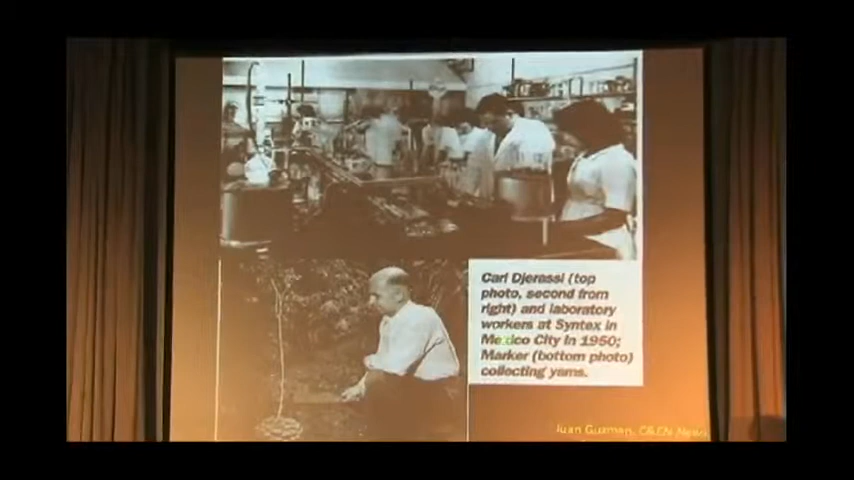 Carl Djerassi (top
photo, second from
right) and laboratory
workers at Syntex in
Mexico City in 1950;
Marker (bottom photo)
collecting yams.
Juan Guzman, C&EN News